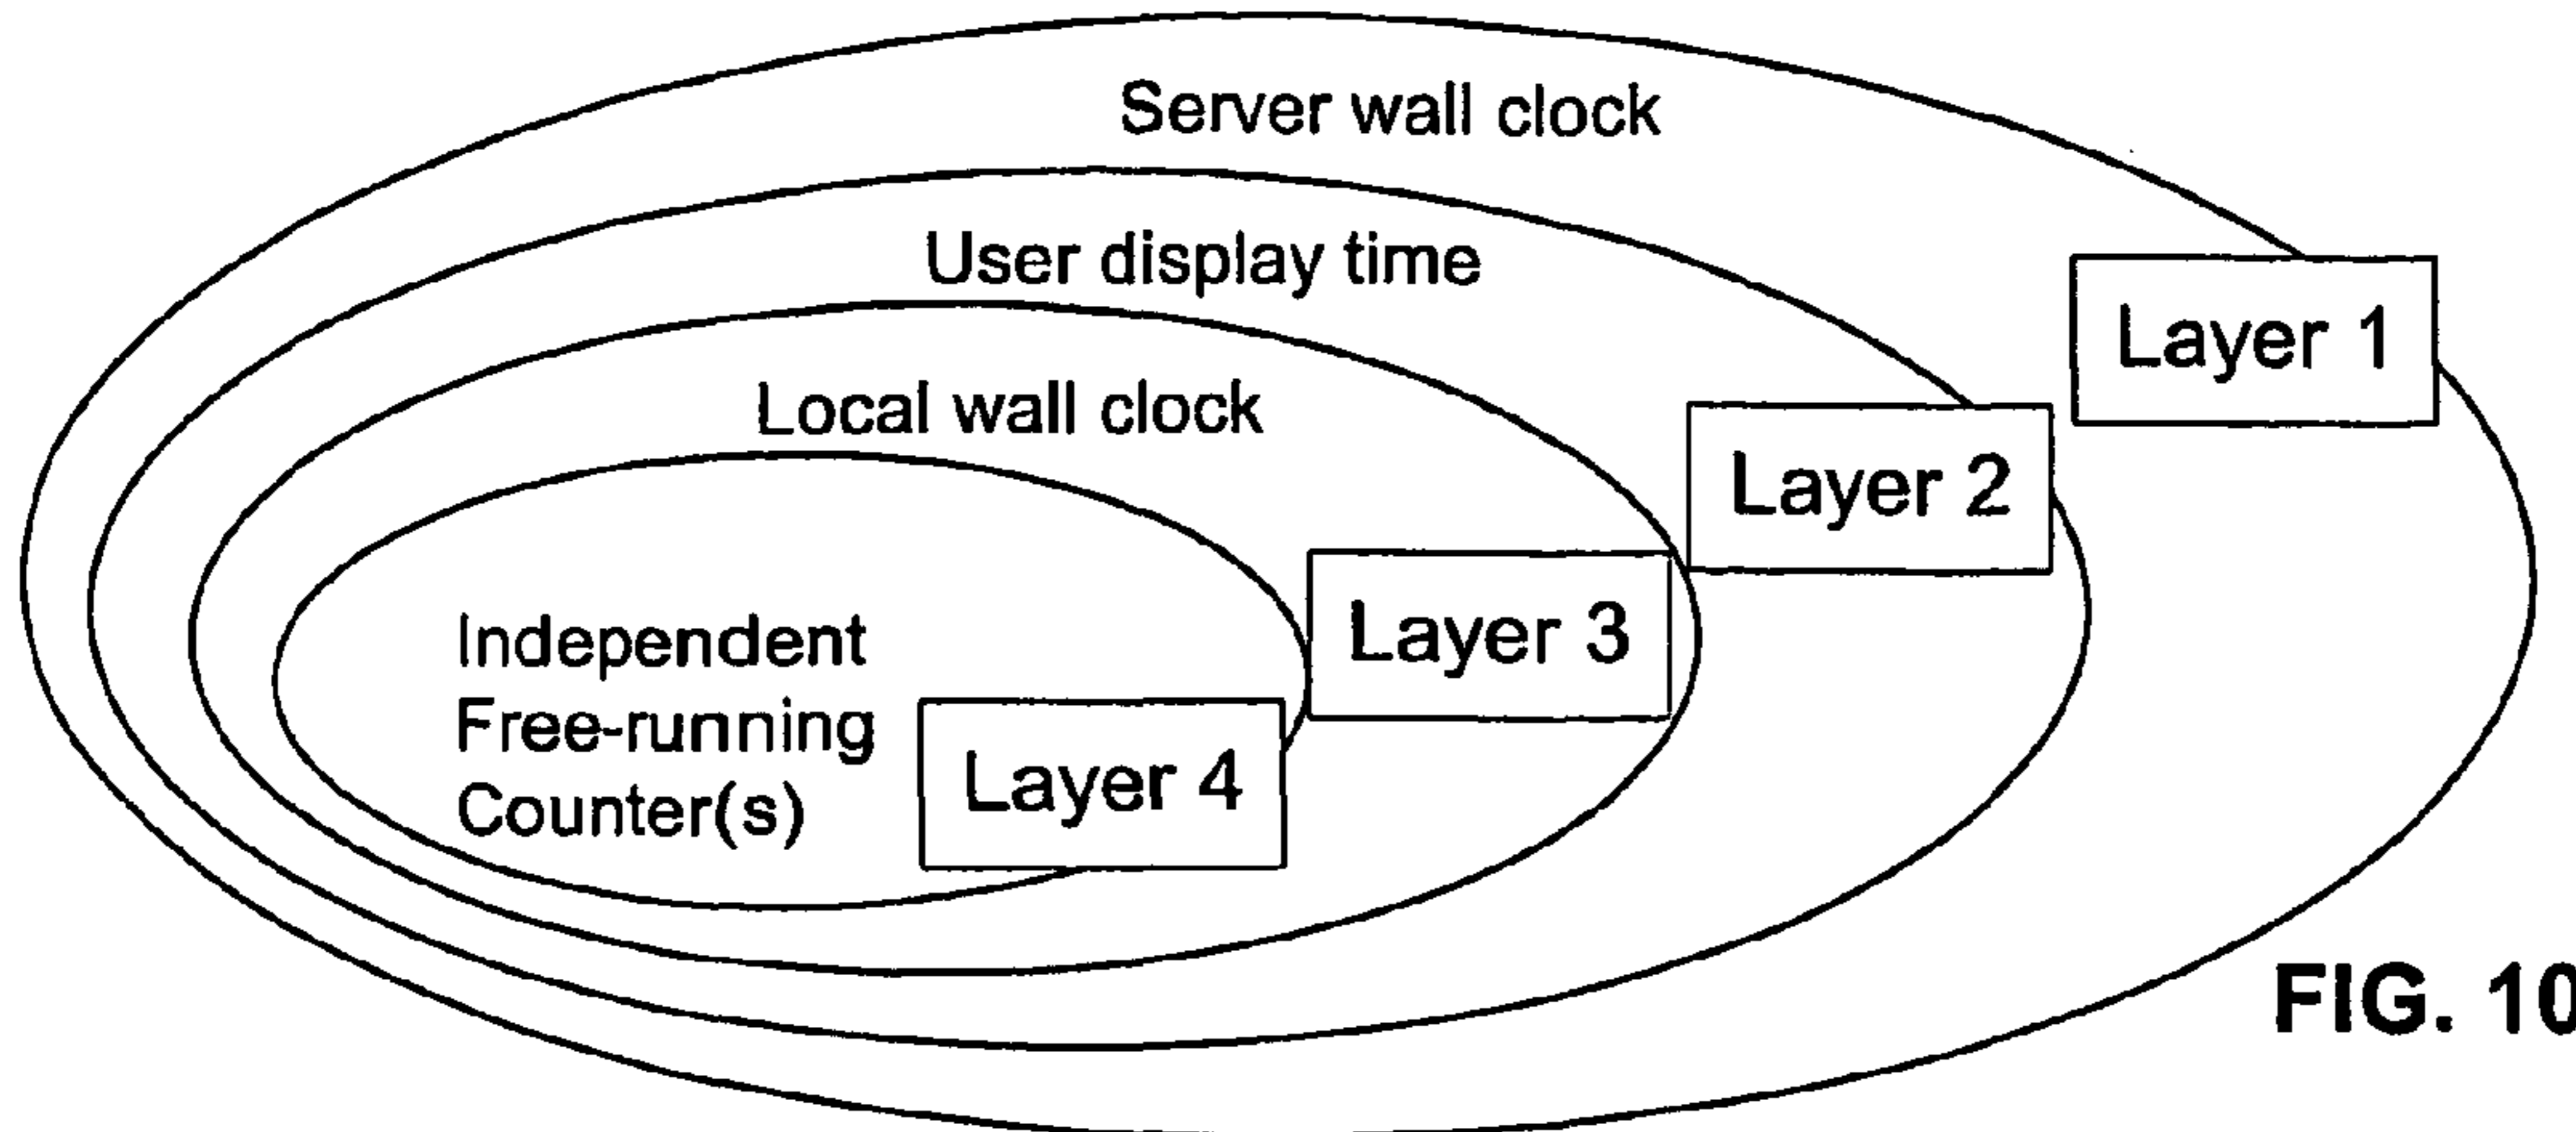 Server wall clock
User display time
Layer 1
Local wall clock
Layer 2
Independent
Free-running
Counter(s)
Layer 3
Layer 4
FIG. 10